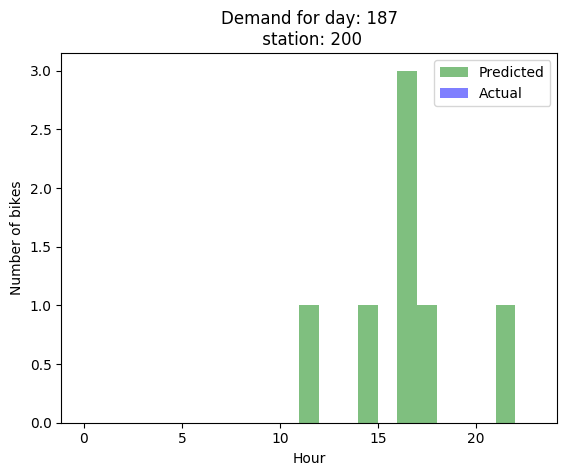 Demand for day: 187
station: 200
3.0
2.5
2.0
1.5
1.0
0.5
0.0
Number of bikes
Predicted
Actual
0 5 10 15 20
Hour